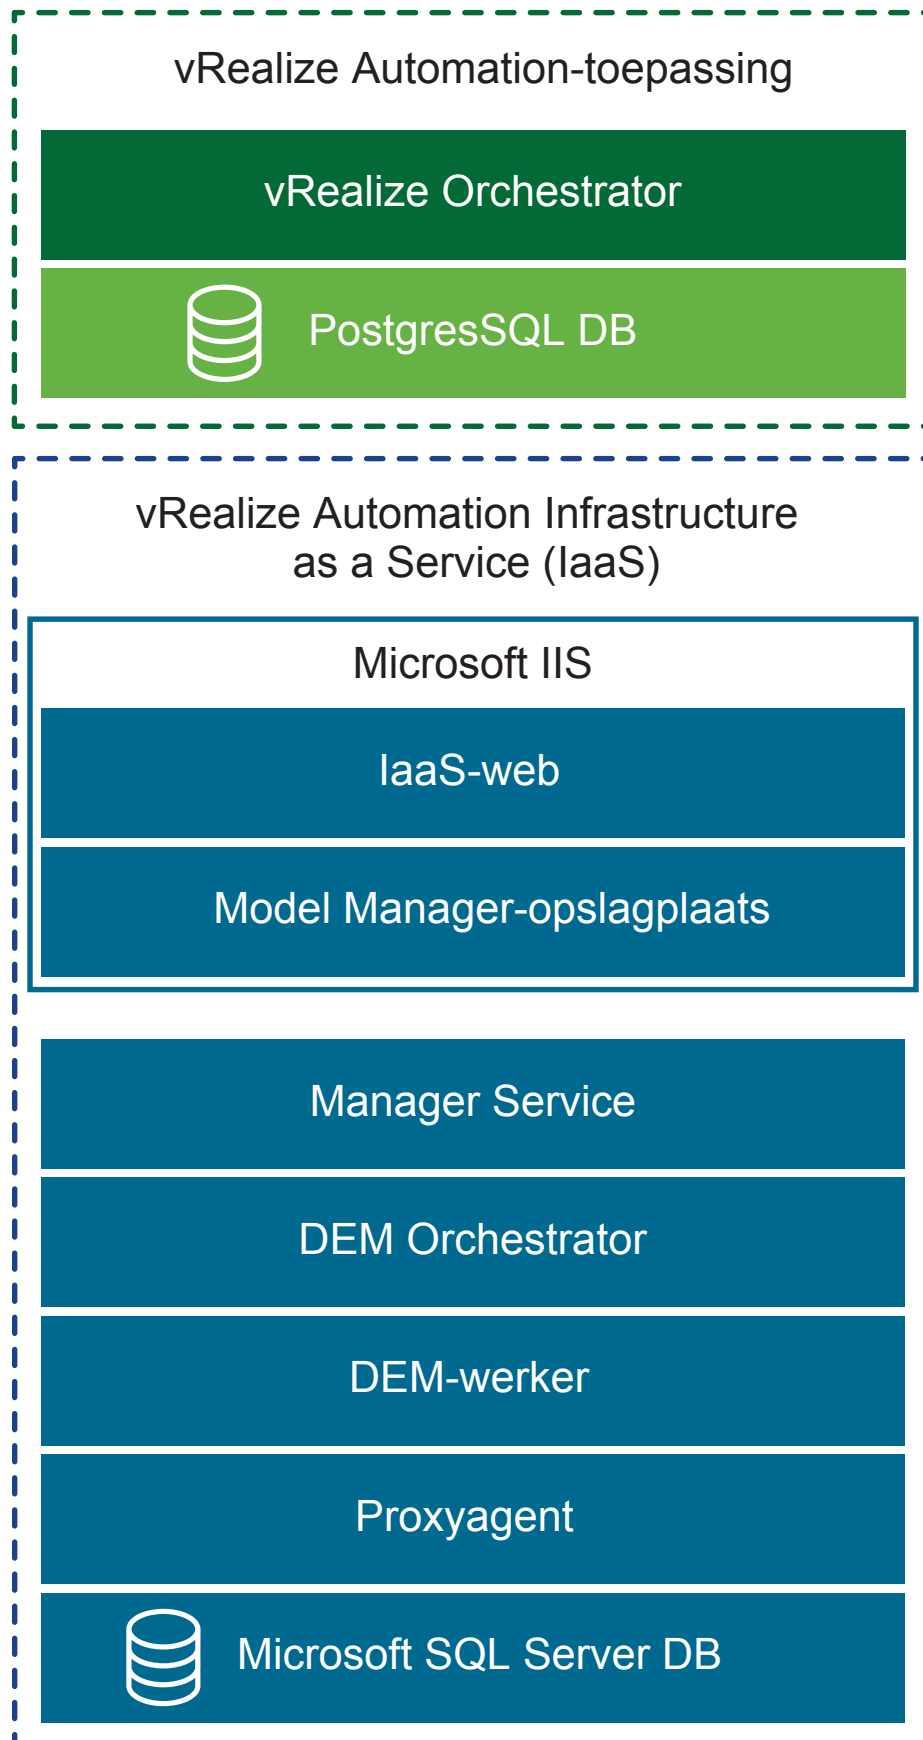 vRealize Automation-toepassing
vRealize Orchestrator
PostgresSQL DB
vRealize Automation Infrastructure
as a Service (IaaS)
Microsoft IIS
IaaS-web
Model Manager-opslagplaats
Manager Service
DEM Orchestrator
DEM-werker
Proxyagent
Microsoft SQL Server DB